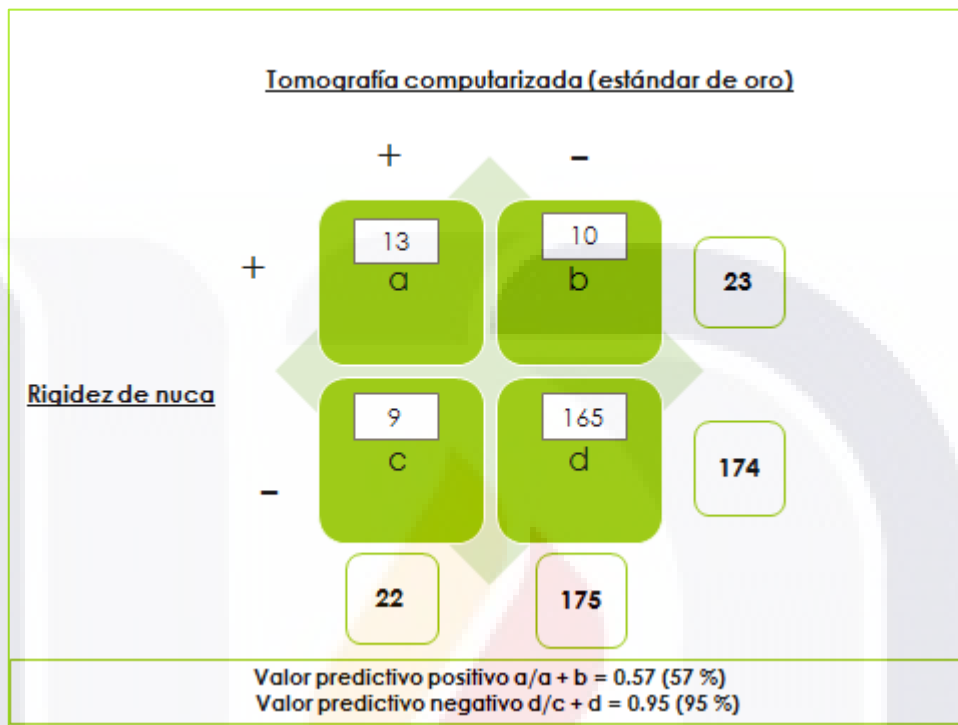 Tomografía computarizada (estándar de oro)
+ -
+ 13 10 23
a b
Rigidez de nuca
- 9 165 174
c d
22 175
Valor predictivo positivo a/a + b = 0.57 (57 %)
Valor predictivo negativo d/c + d = 0.95 (95 %)